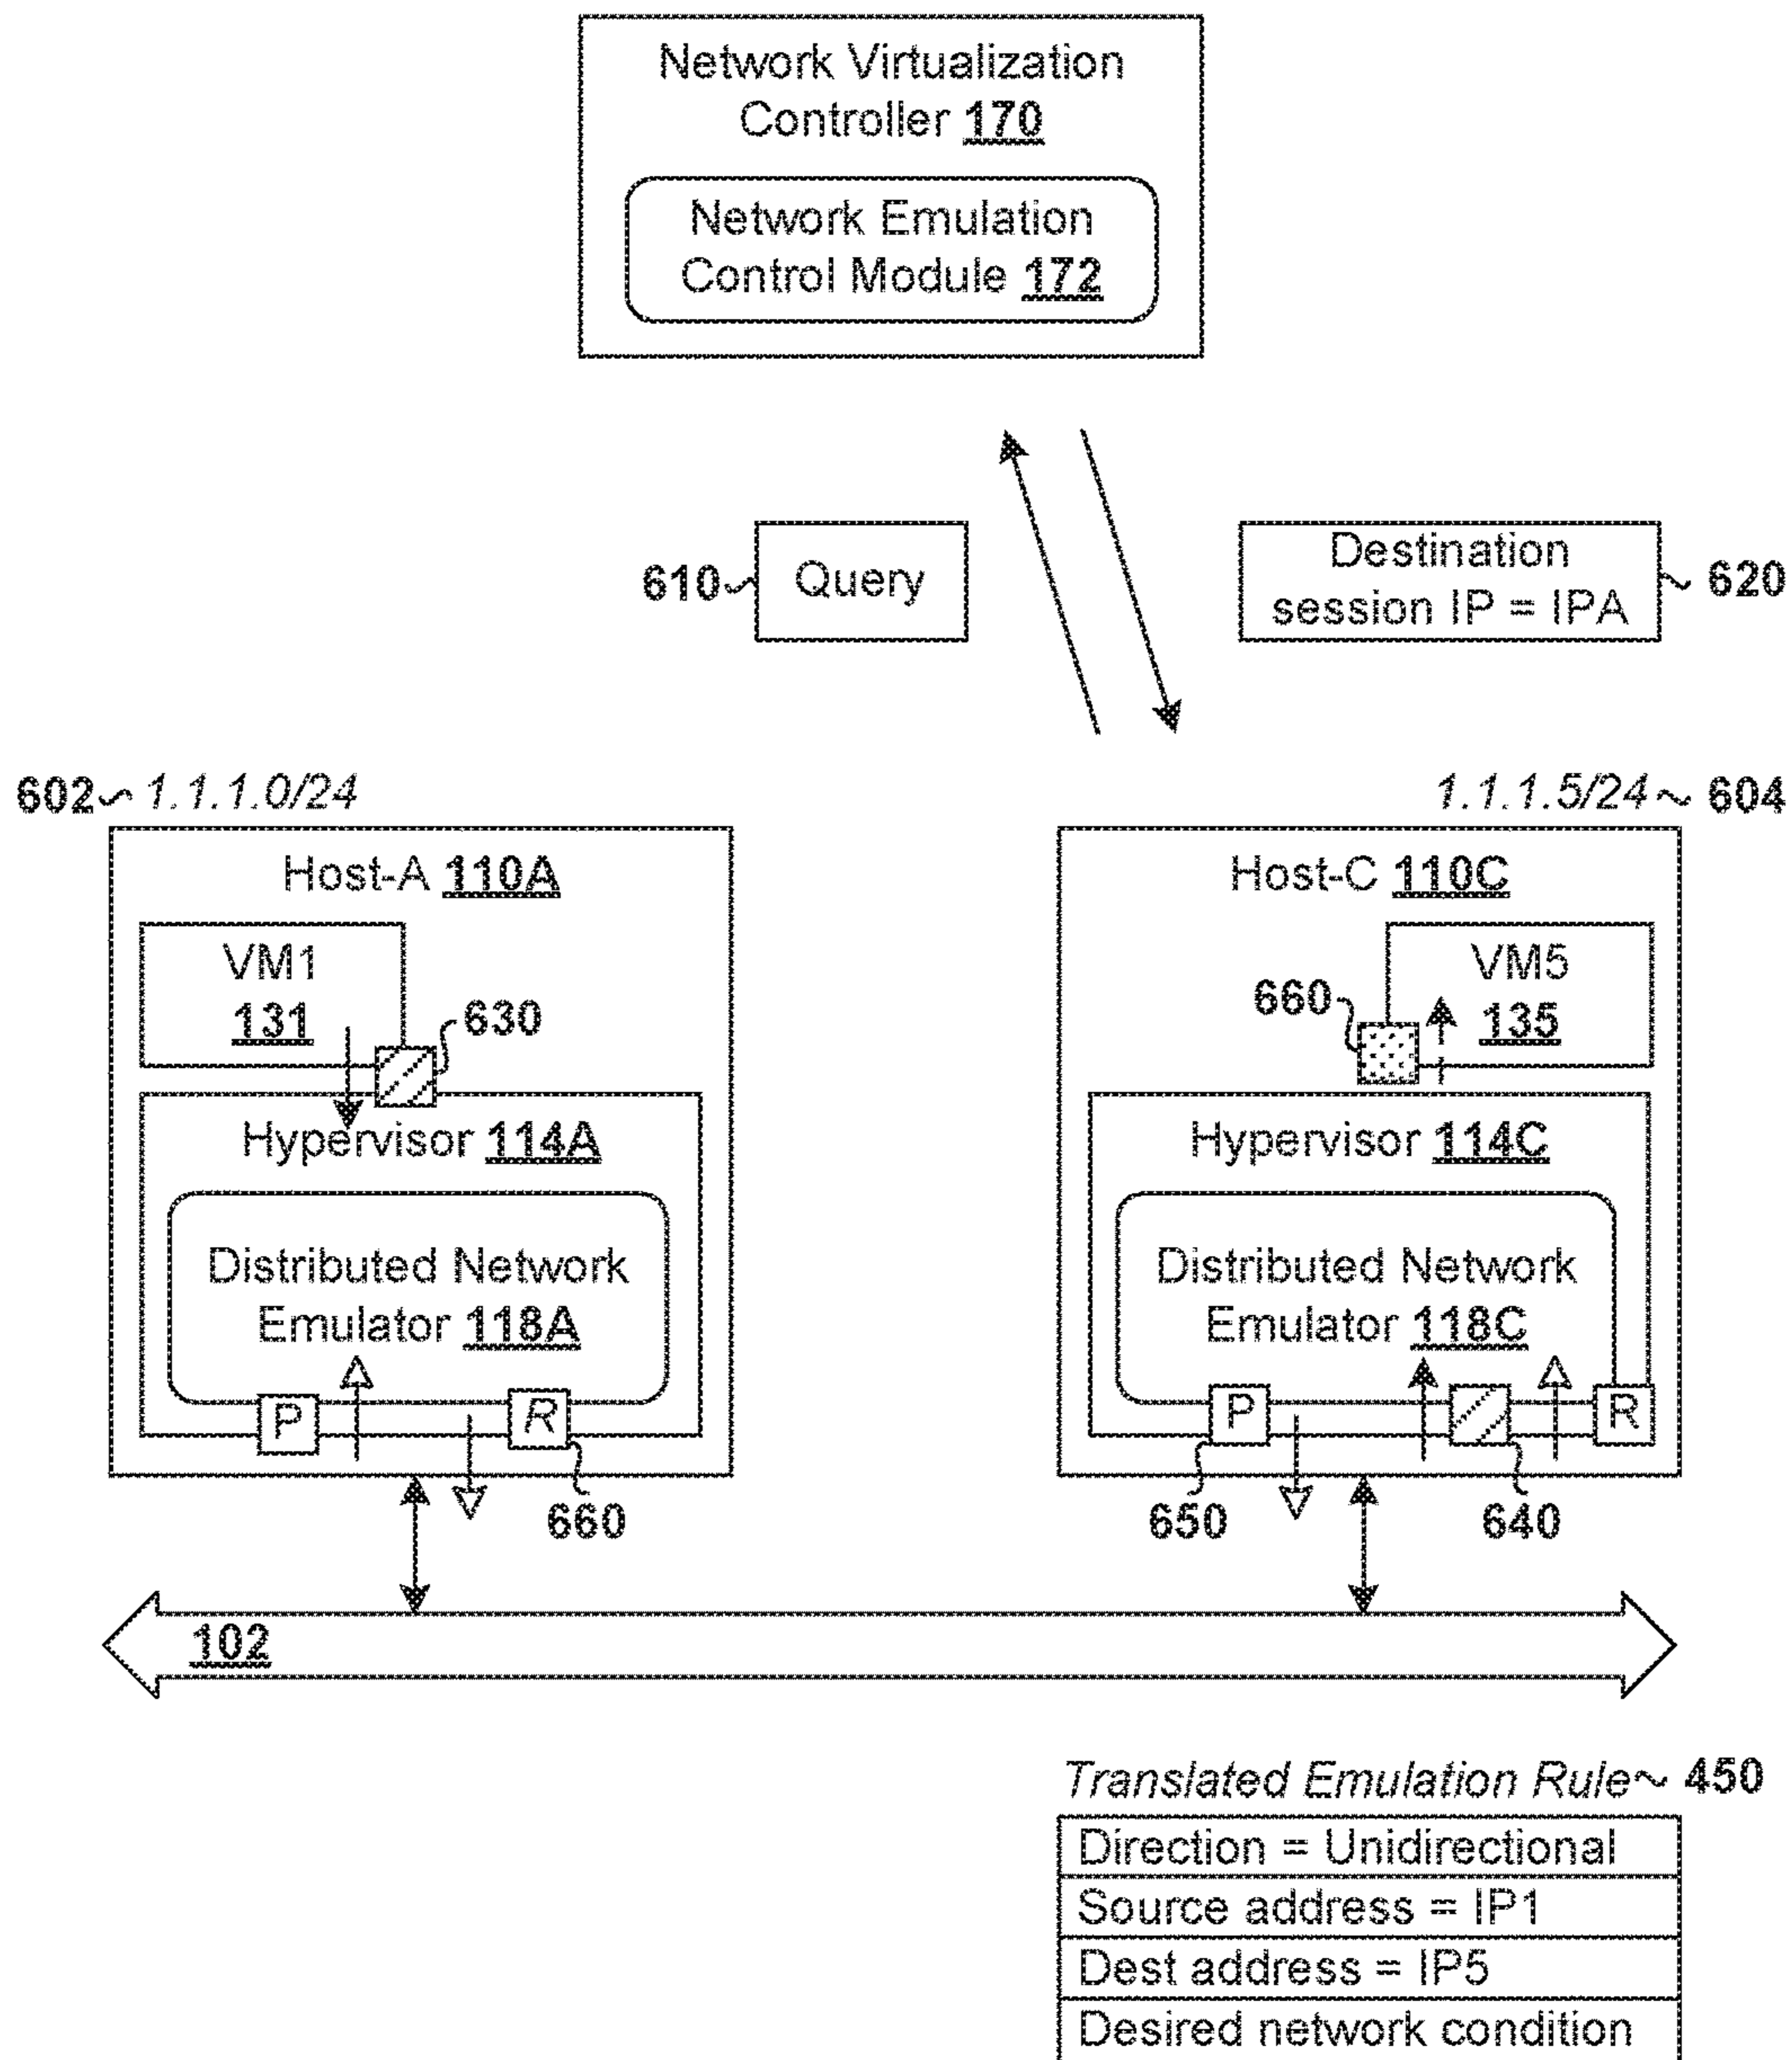 Network Virtualization
Controller 170
Network Emulation
Control Module 172
610 Query
Destination
session IP = IPA 620
602 1.1.1.0/24
1.1.1.5/24 604
Host-A 110A
VM1
131
630
Hypervisor 114A
Distributed Network
Emulator 118A
P
R
660
Host-C 110C
VM5
135
660
Hypervisor 114C
Distributed Network
Emulator 118C
P
R
650
640
102
Translated Emulation Rule 450
Direction = Unidirectional
Source address = IP1
Dest address = IP5
Desired network condition